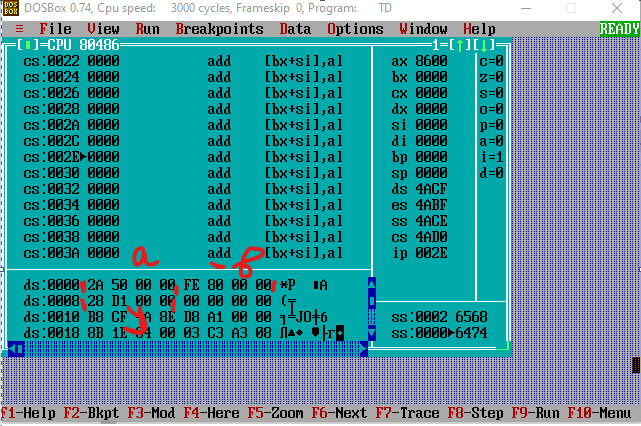 DOSBox 0.74, Cpu speed: 3000 cycles, Frameskip 0, Program: TD
≡ File View Run Breakpoints Data Options Window Help READY
[■]=CPU 80486 1=[↑][↓]
cs:0022 0000 add [bx+si],al ax 8600 c=0
cs:0024 0000 add [bx+si],al bx 0000 z=0
cs:0026 0000 add [bx+si],al cx 0000 s=0
cs:0028 0000 add [bx+si],al dx 0000 o=0
cs:002A 0000 add [bx+si],al si 0000 p=0
cs:002C 0000 add [bx+si],al di 0000 a=0
cs:002E►0000 add [bx+si],al bp 0000 i=1
cs:0030 0000 add [bx+si],al sp 0000 d=0
cs:0032 0000 add [bx+si],al ds 4ACF
cs:0034 0000 add [bx+si],al es 4ABF
cs:0036 0000 add [bx+si],al ss 4ACE
cs:0038 0000 add [bx+si],al cs 4AD0
cs:003A 0000 add [bx+si],al ip 002E
a
ds:0000 2A 50 00 00 FE 80 00 00 *P
ds:0008 28 D1 00 00 00 00 00 00 (╤
ds:0010 B8 CF 8E D8 A1 00 00 ╕╧JO╪6 ss:0002 6568
ds:0018 8B 1E 04 00 03 C3 A3 08 ss:0000►6474
F1-Help F2-Bkpt F3-Mod F4-Here F5-Zoom F6-Next F7-Trace F8-Step F9-Run F10-Menu